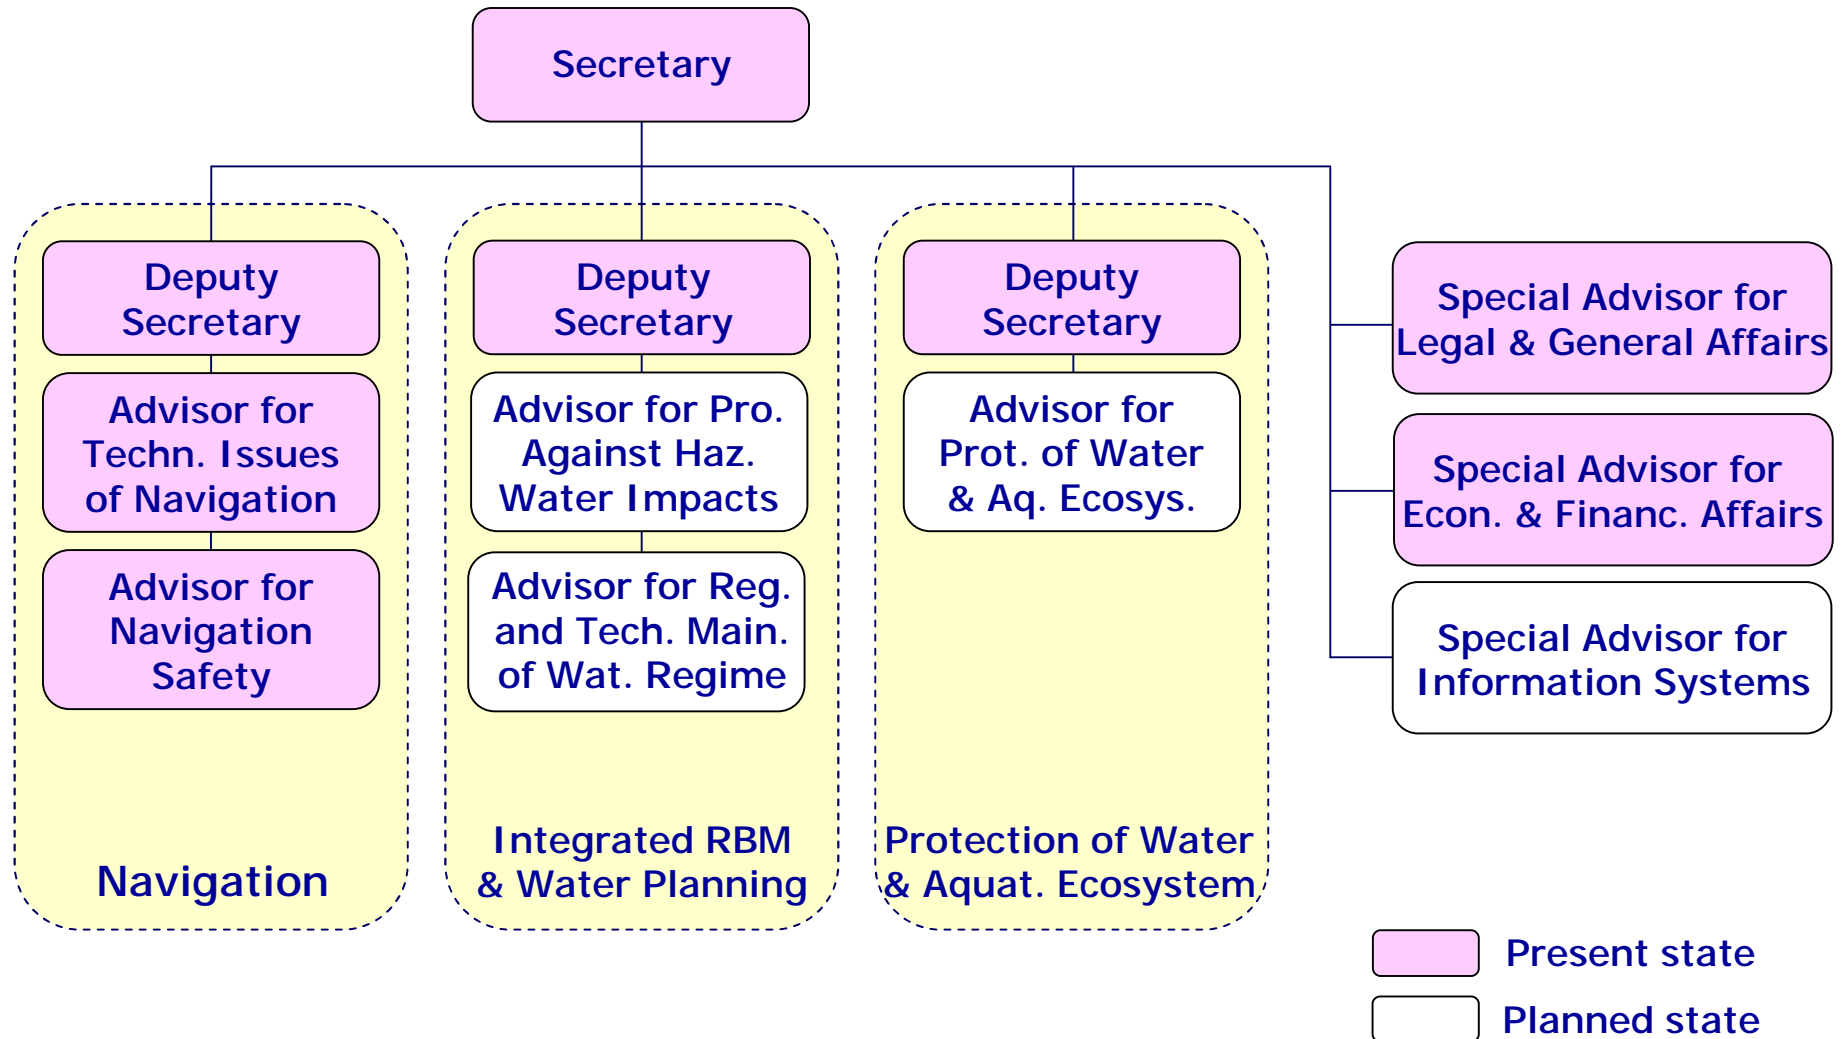 Secretary
Deputy
Secretary
Advisor for
Techn. Issues
of Navigation
Advisor for
Navigation
Safety
Navigation
Deputy
Secretary
Advisor for Pro.
Against Haz.
Water Impacts
Advisor for Reg.
and Tech. Main.
of Wat. Regime
Integrated RBM
& Water Planning
Deputy
Secretary
Advisor for
Prot. of Water
& Aq. Ecosys.
Protection of Water
& Aquat. Ecosystem
Special Advisor for
Legal & General Affairs
Special Advisor for
Econ. & Financ. Affairs
Special Advisor for
Information Systems
Present state
Planned state